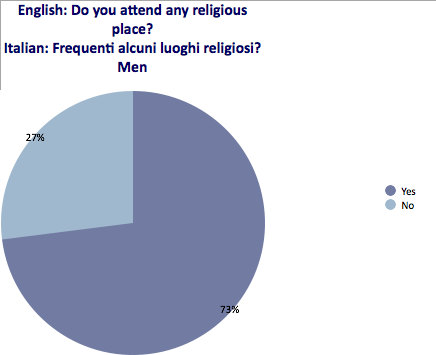 English: Do you attend any religious
place?
Italian: Frequenti alcuni luoghi religiosi?
Men
27%
Yes
No
73%